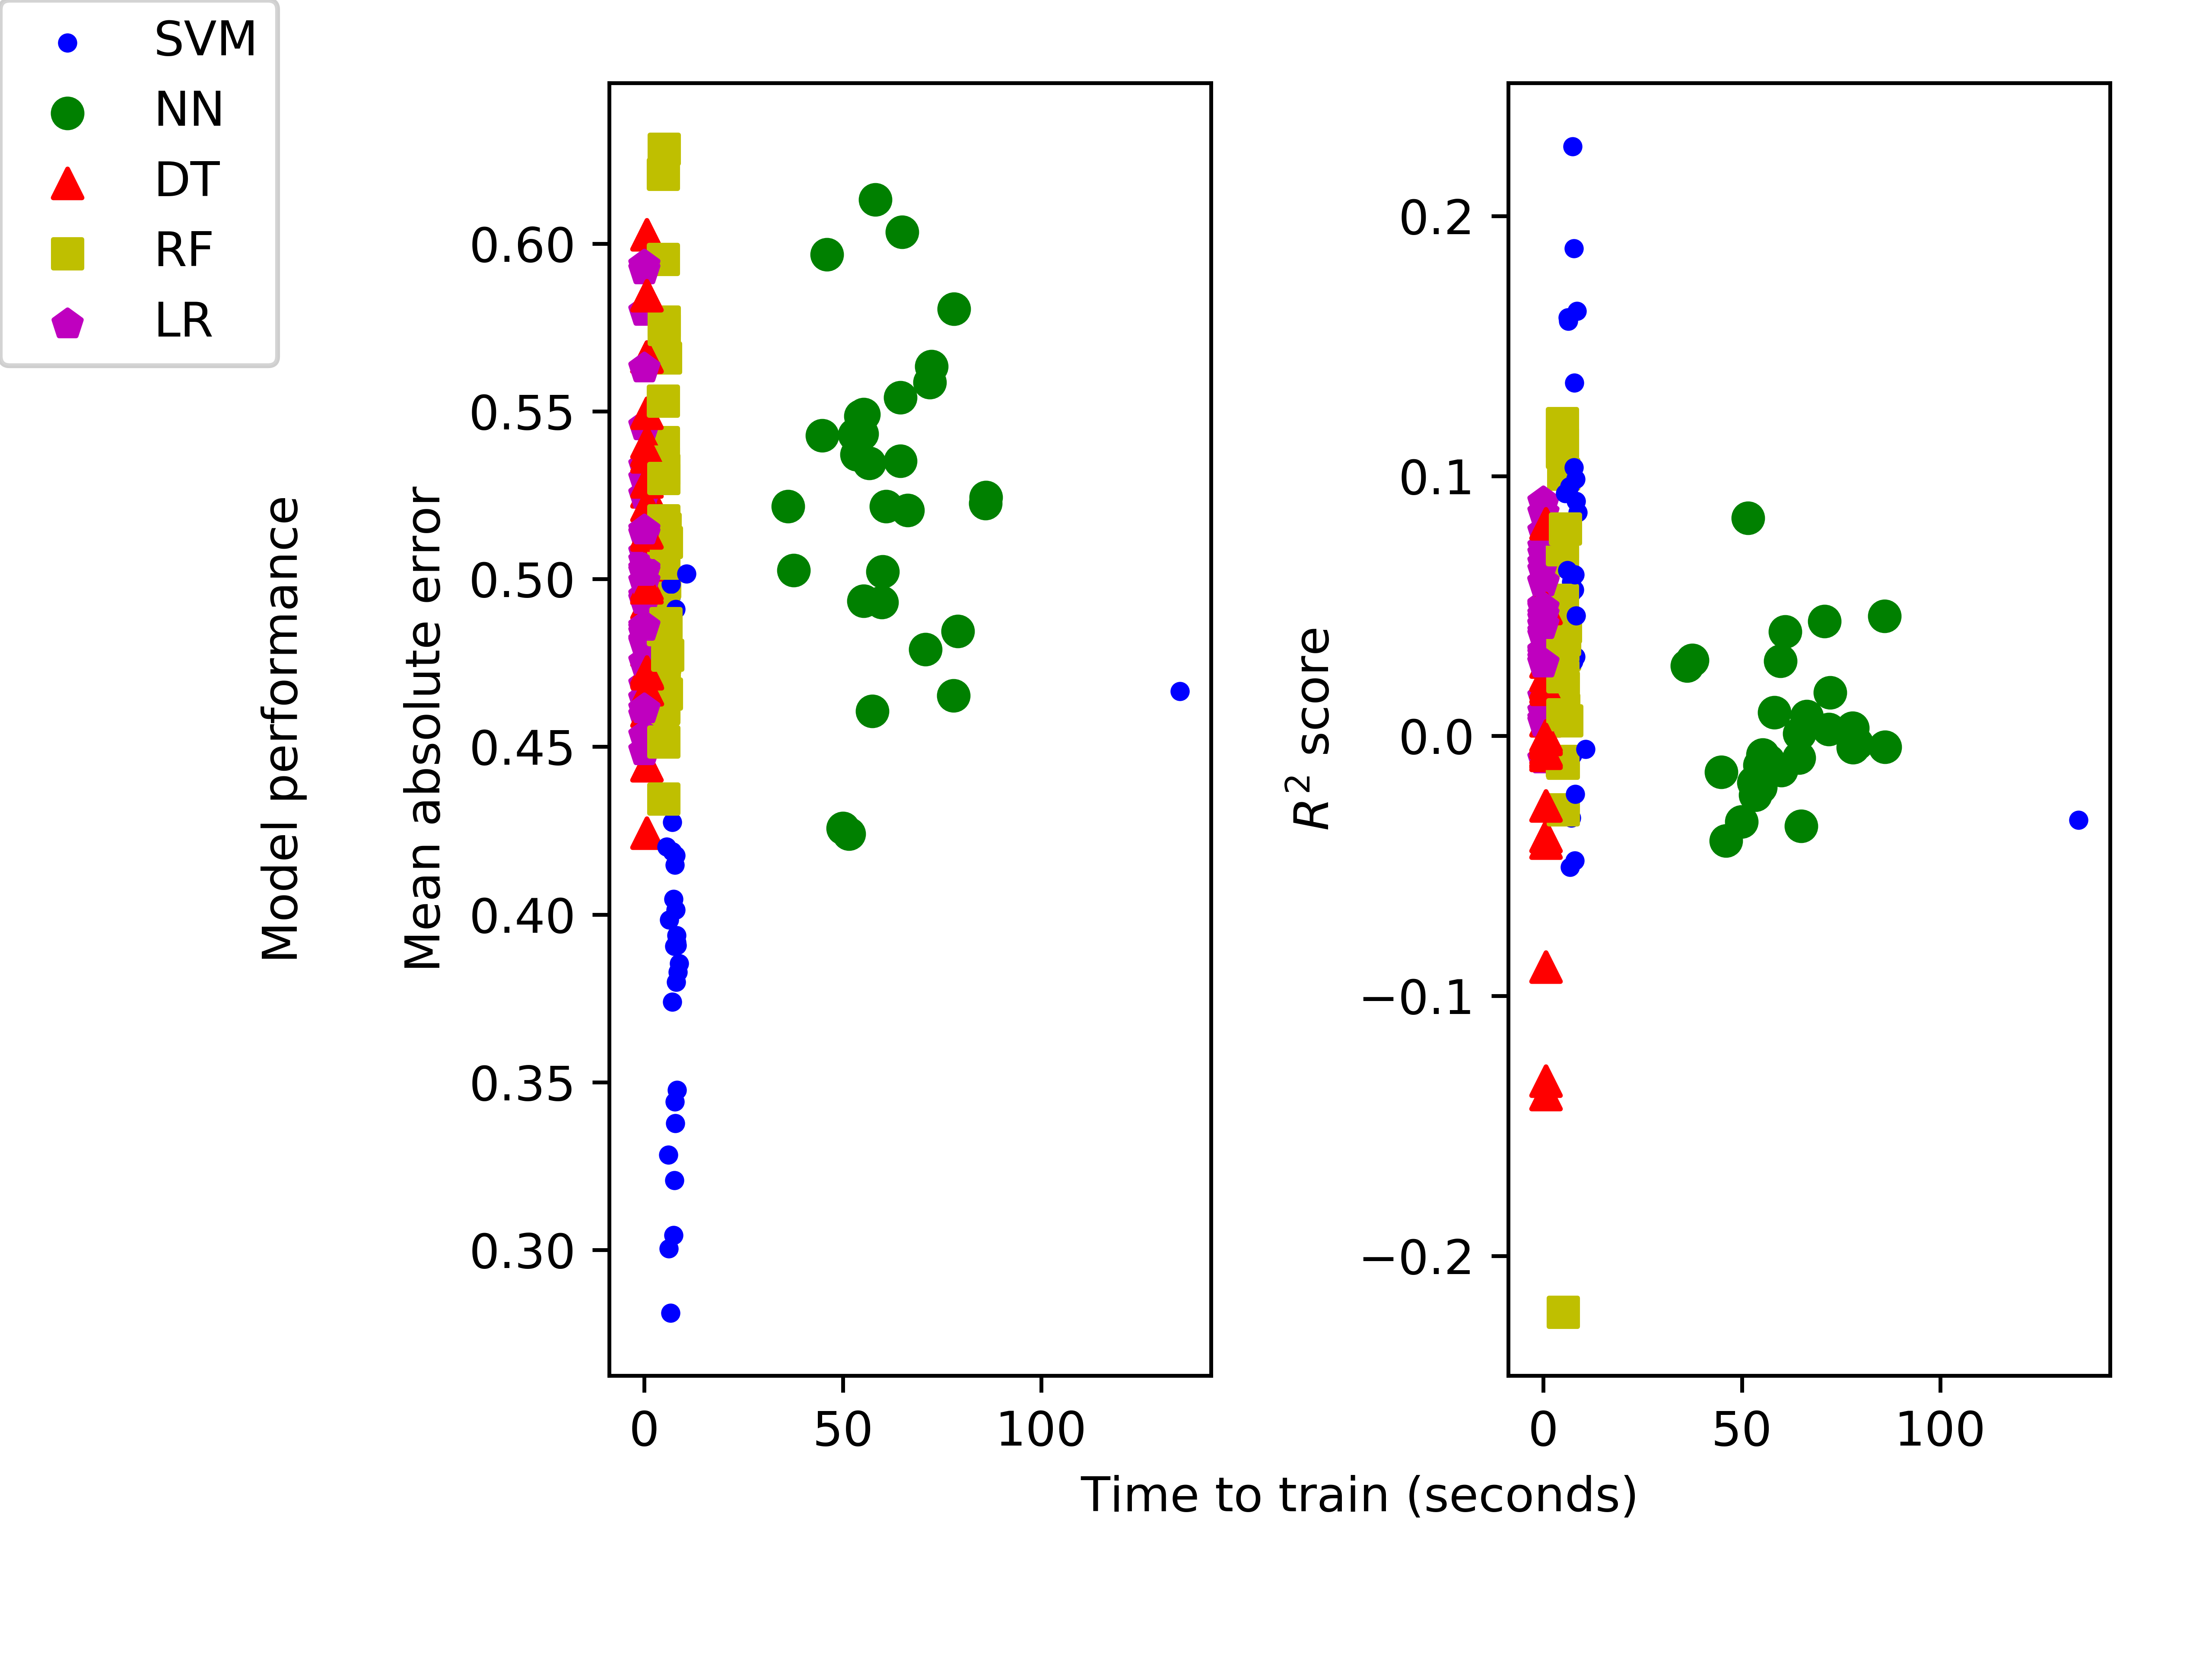 SVM
NN
DT
RF
LR
Model performance
Mean absolute error
0.60
0.55
0.50
0.45
0.40
0.35
0.30
0 50 100
R² score
0.2
0.1
0.0
−0.1
−0.2
0 50 100
Time to train (seconds)